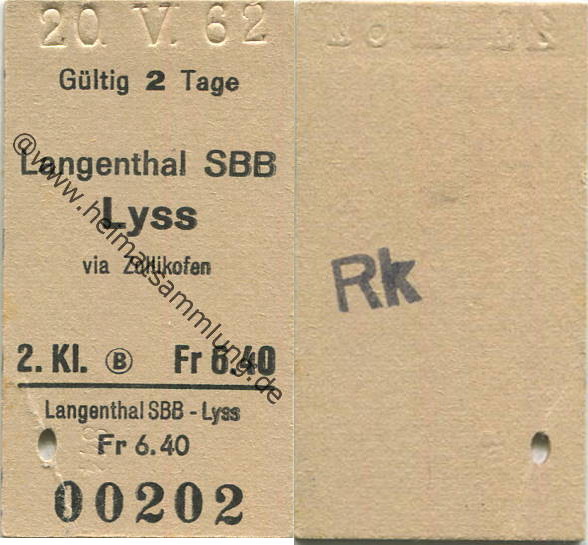 20. V. 62
Gültig 2 Tage
Langenthal SBB
Lyss
via Zollikofen
2. Kl. B Fr 6.40
Langenthal SBB - Lyss
Fr 6.40
00202
@www.heimatsammlung.de
Rk